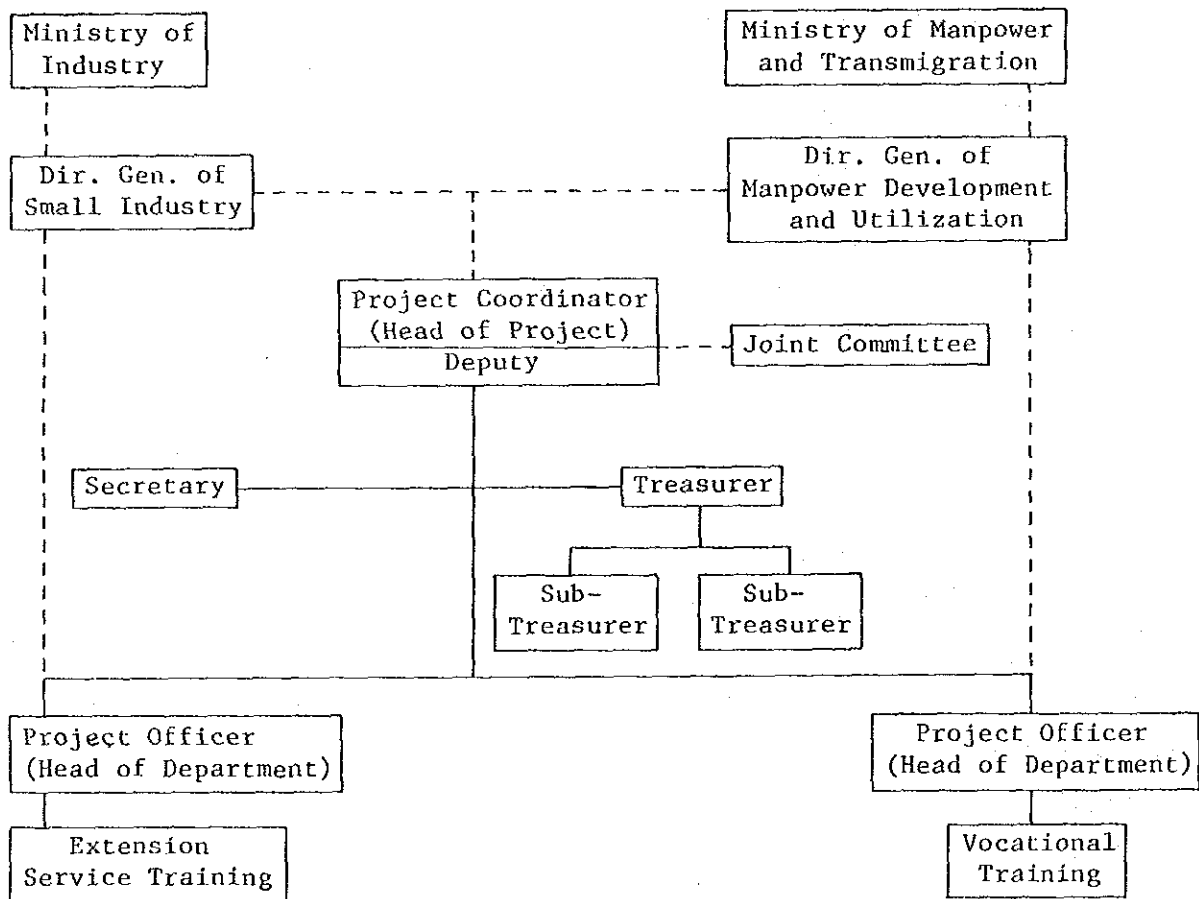 Ministry of
Industry
Ministry of Manpower
and Transmigration
Dir. Gen. of
Small Industry
Dir. Gen. of
Manpower Development
and Utilization
Project Coordinator
(Head of Project)
Deputy
Joint Committee
Secretary
Treasurer
Sub-
Treasurer
Sub-
Treasurer
Project Officer
(Head of Department)
Project Officer
(Head of Department)
Extension
Service Training
Vocational
Training